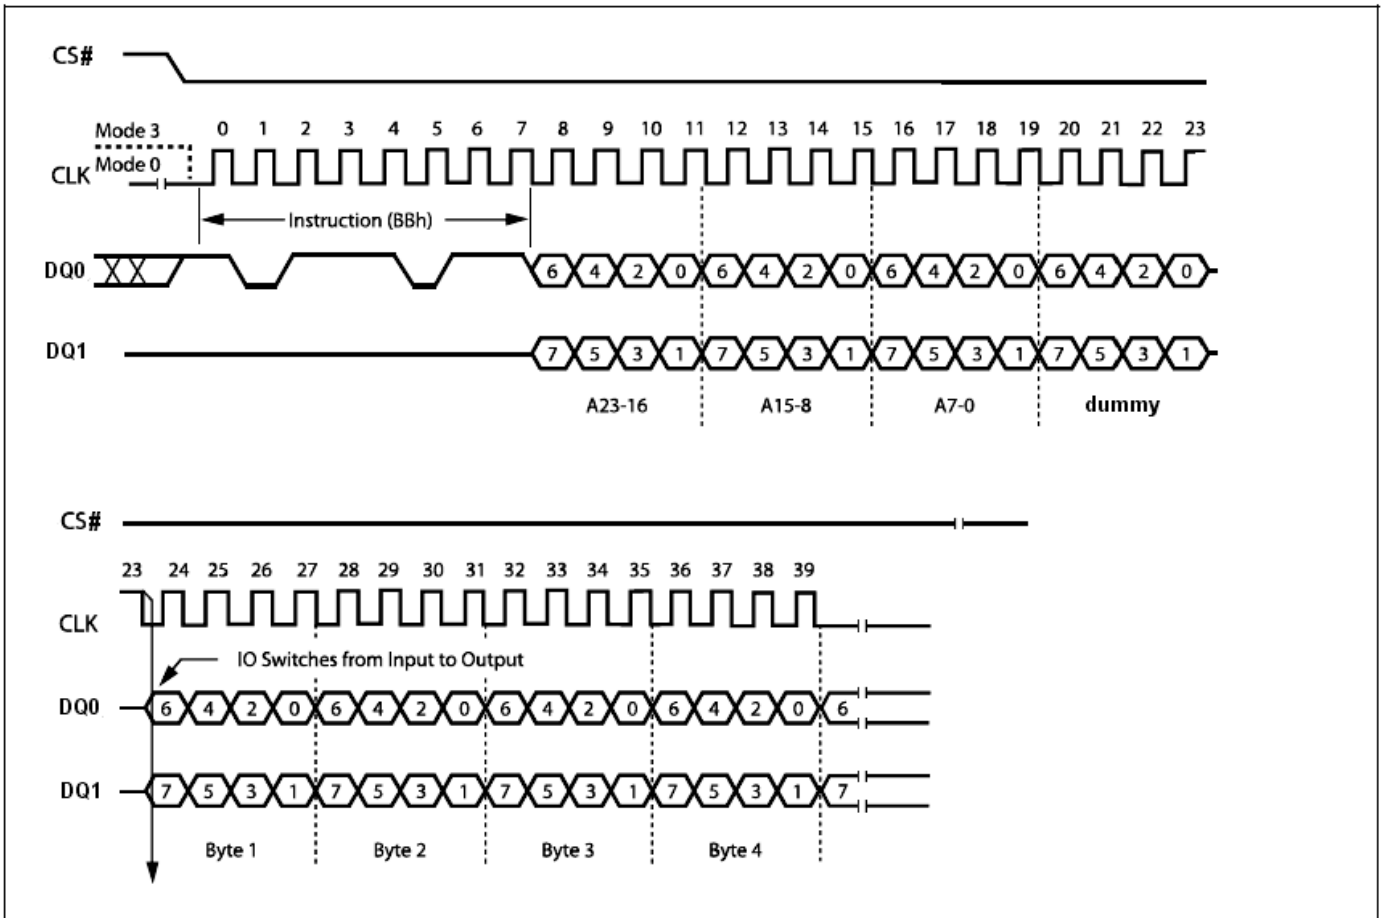 CS#
0 1 2 3 4 5 6 7 8 9 10 11 12 13 14 15 16 17 18 19 20 21 22 23
Mode 3
Mode 0
CLK
Instruction (BBh)
DQ0 6 4 2 0 6 4 2 0 6 4 2 0 6 4 2 0
DQ1 7 5 3 1 7 5 3 1 7 5 3 1 7 5 3 1
A23-16 A15-8 A7-0 dummy
CS#
23 24 25 26 27 28 29 30 31 32 33 34 35 36 37 38 39
CLK
IO Switches from Input to Output
DQ0 6 4 2 0 6 4 2 0 6 4 2 0 6 4 2 0 6
DQ1 7 5 3 1 7 5 3 1 7 5 3 1 7 5 3 1 7
Byte 1 Byte 2 Byte 3 Byte 4